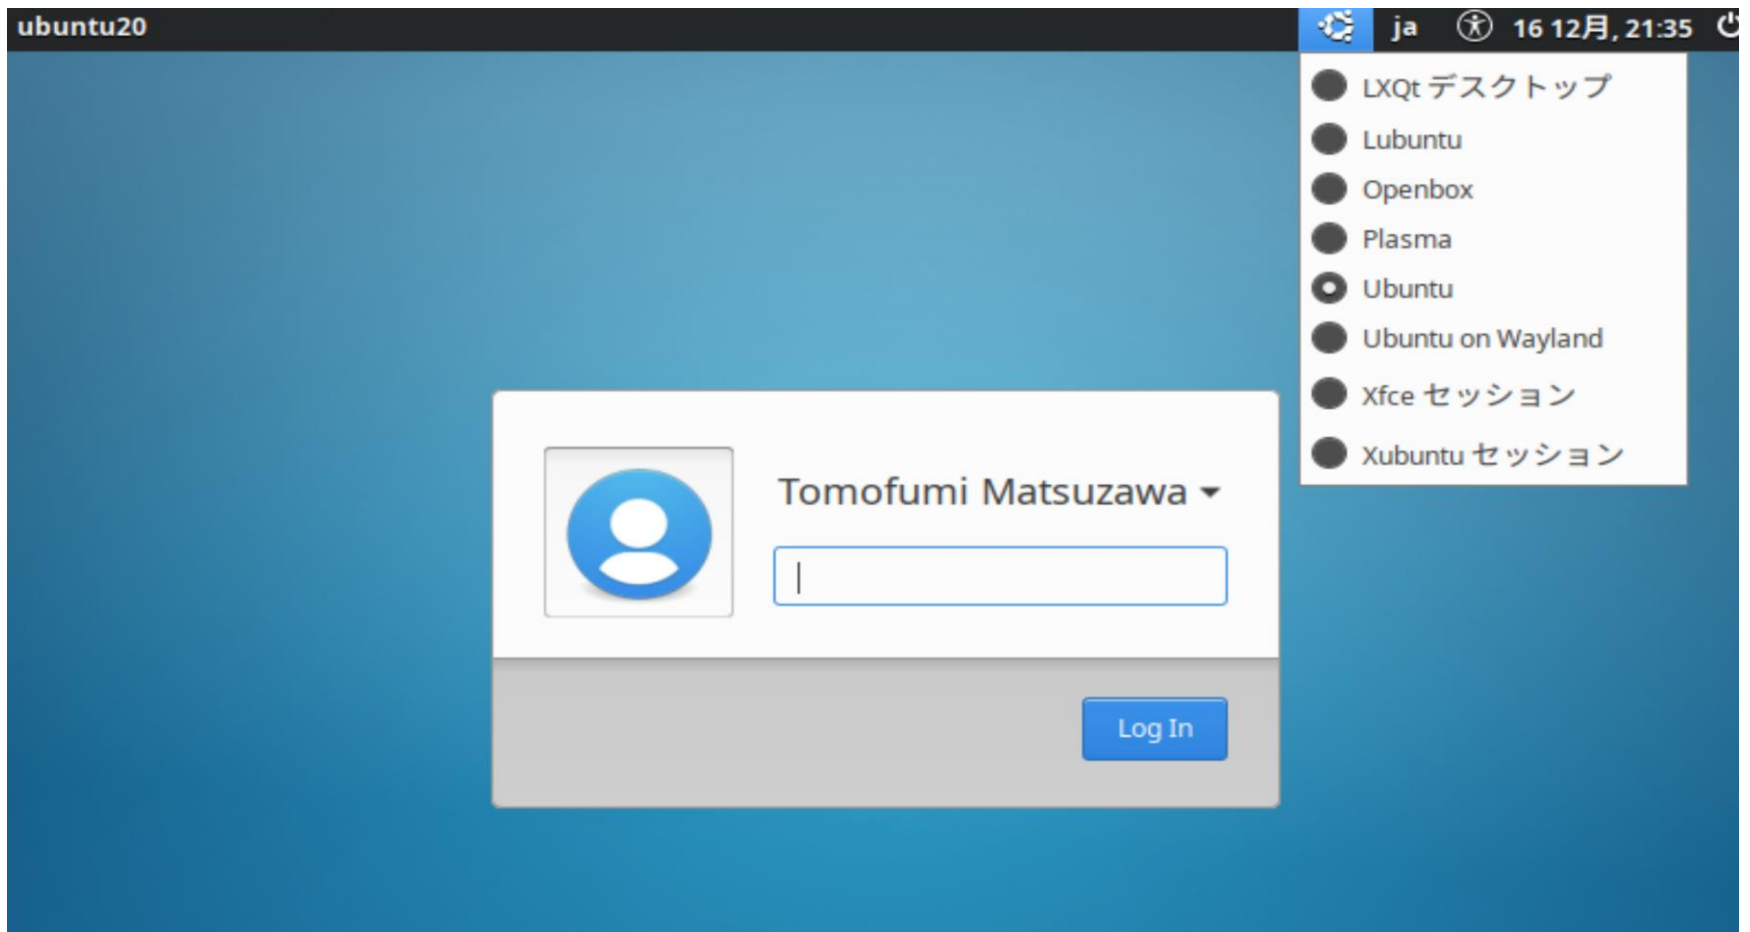 ubuntu20
ja
16 12月, 21:35
LXQt デスクトップ
Lubuntu
Openbox
Plasma
Ubuntu
Ubuntu on Wayland
Xfce セッション
Xubuntu セッション
Tomofumi Matsuzawa
Log In